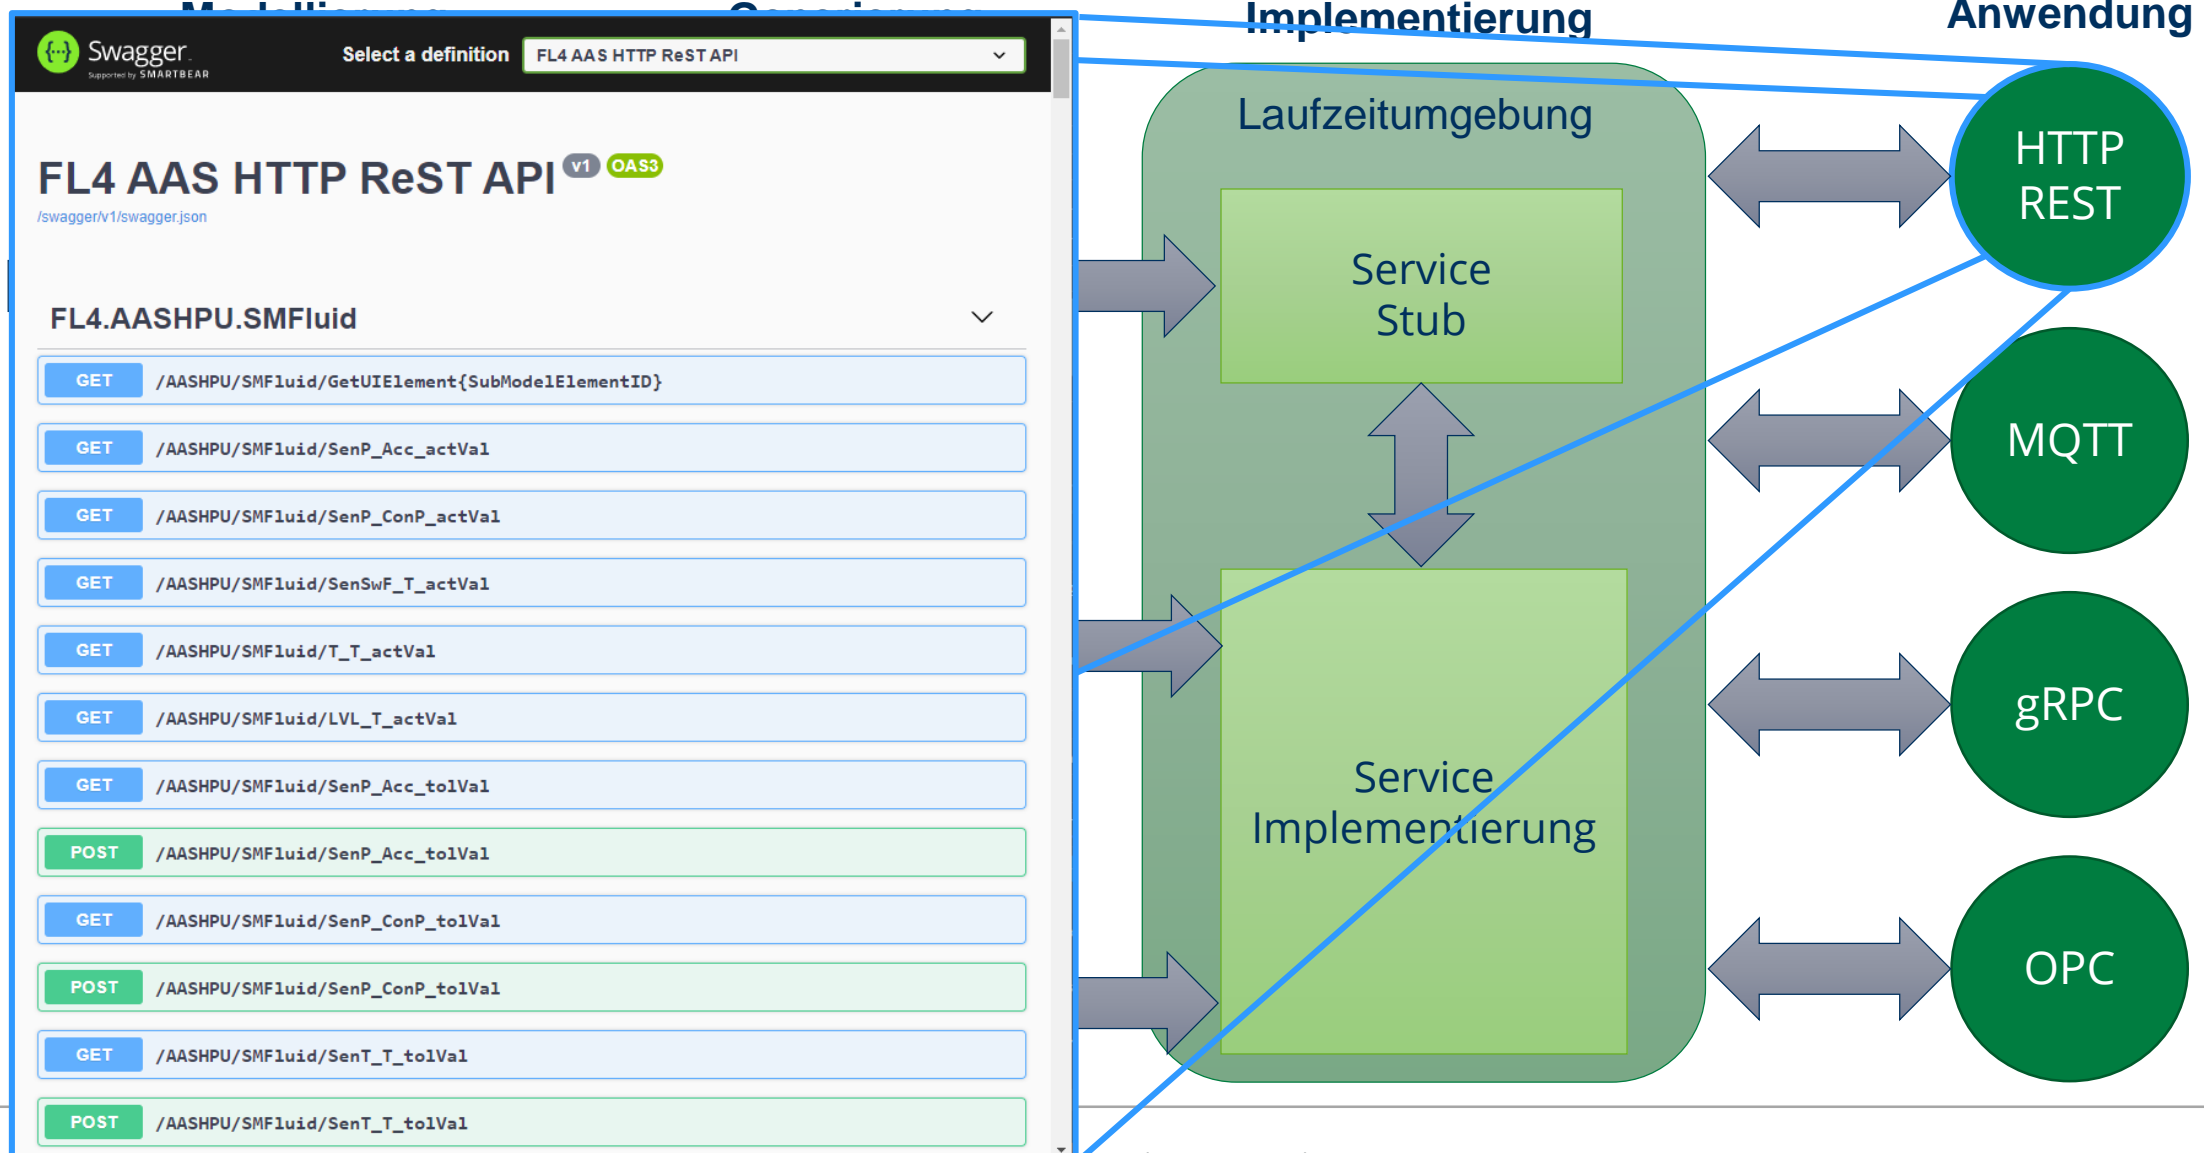 Modellierung
Generierung
Implementierung
Anwendung
Swagger
Supported by SMARTBEAR
Select a definition
FL4 AAS HTTP ReST API
FL4 AAS HTTP ReST API v1 OAS3
/swagger/v1/swagger.json
FL4.AASHPU.SMFluid
GET /AASHPU/SMFluid/GetUIElement{SubModelElementID}
GET /AASHPU/SMFluid/SenP_Acc_actVal
GET /AASHPU/SMFluid/SenP_ConP_actVal
GET /AASHPU/SMFluid/SenSwF_T_actVal
GET /AASHPU/SMFluid/T_T_actVal
GET /AASHPU/SMFluid/LVL_T_actVal
GET /AASHPU/SMFluid/SenP_Acc_tolVal
POST /AASHPU/SMFluid/SenP_Acc_tolVal
GET /AASHPU/SMFluid/SenP_ConP_tolVal
POST /AASHPU/SMFluid/SenP_ConP_tolVal
GET /AASHPU/SMFluid/SenT_T_tolVal
POST /AASHPU/SMFluid/SenT_T_tolVal
Laufzeitumgebung
Service
Stub
Service
Implementierung
HTTP
REST
MQTT
gRPC
OPC